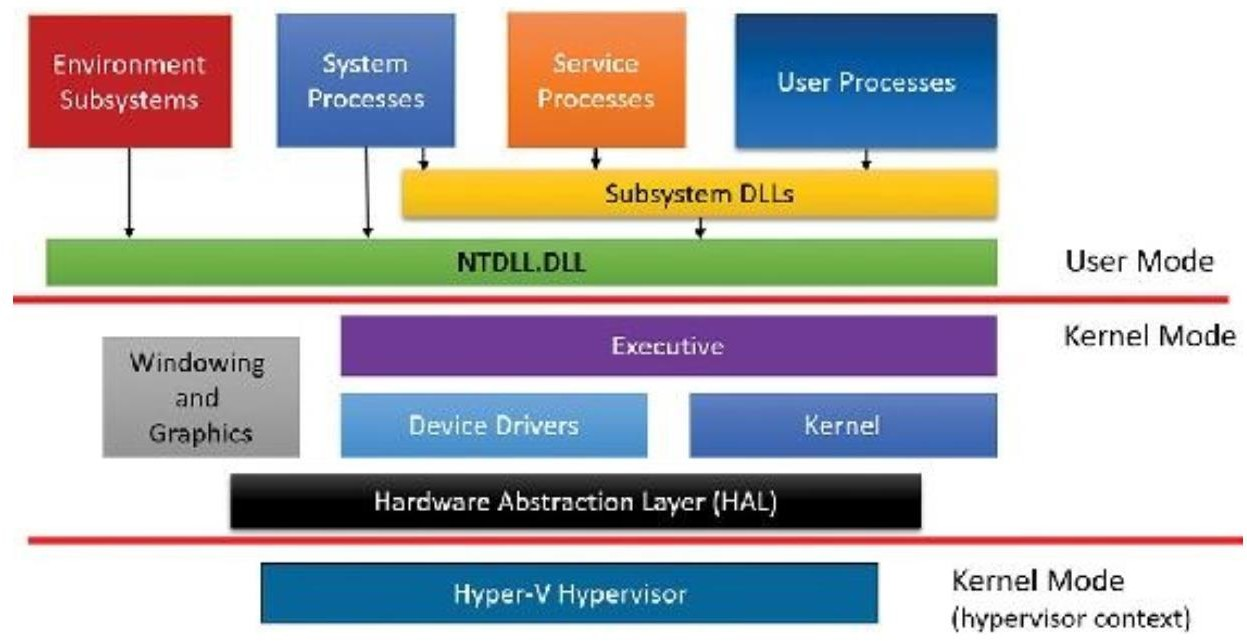 Environment
Subsystems
System
Processes
Service
Processes
User Processes
Subsystem DLLs
NTDLL.DLL
User Mode
Kernel Mode
Executive
Windowing
and
Graphics
Device Drivers
Kernel
Hardware Abstraction Layer (HAL)
Hyper-V Hypervisor
Kernel Mode
(hypervisor context)